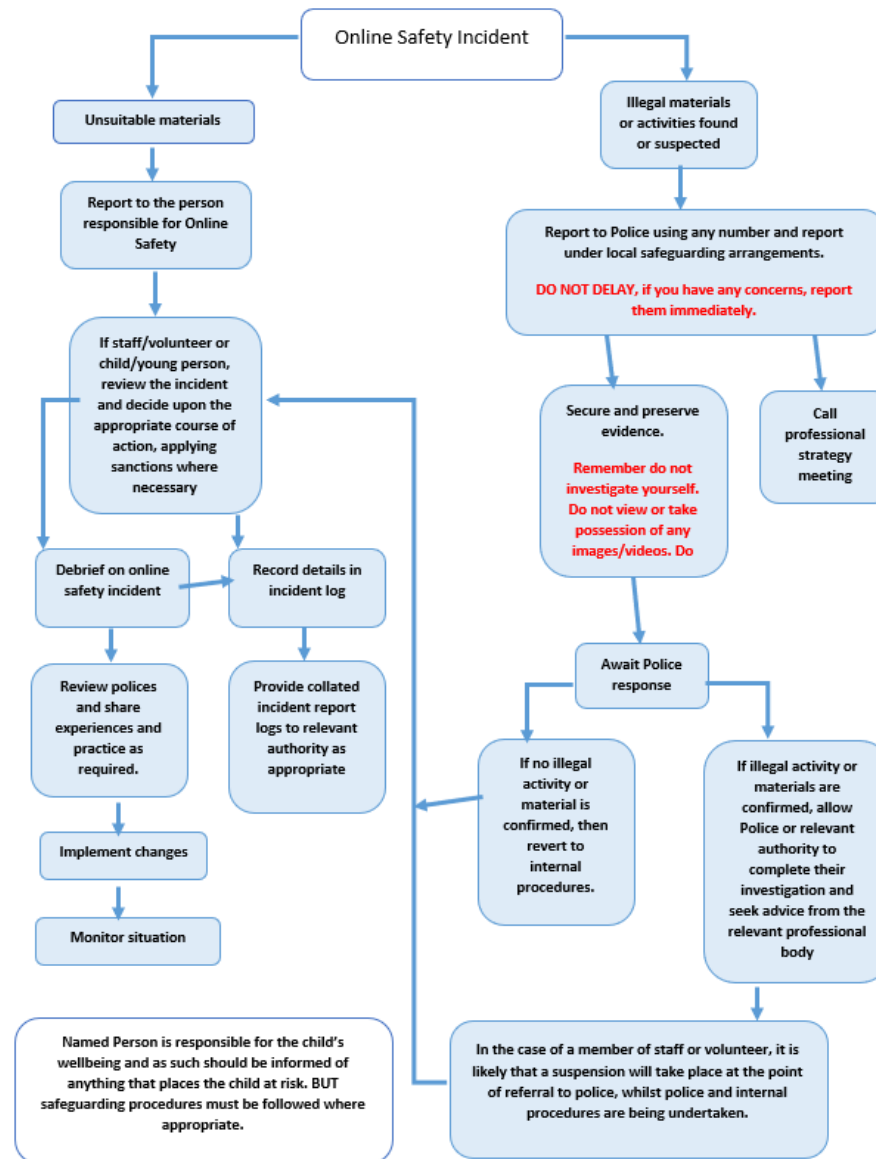 Online Safety Incident
Unsuitable materials
Report to the person
responsible for Online
Safety
If staff/volunteer or
child/young person,
review the incident
and decide upon the
appropriate course of
action, applying
sanctions where
necessary
Debrief on online
safety incident
Record details in
incident log
Review polices
and share
experiences and
practice as
required.
Provide collated
incident report
logs to relevant
authority as
appropriate
Implement changes
Monitor situation
Illegal materials
or activities found
or suspected
Report to Police using any number and report
under local safeguarding arrangements.
DO NOT DELAY, if you have any concerns, report
them immediately.
Secure and preserve
evidence.
Remember do not
investigate yourself.
Do not view or take
possession of any
images/videos. Do
Call
professional
strategy
meeting
Await Police
response
If no illegal
activity or
material is
confirmed, then
revert to
internal
procedures.
If illegal activity or
materials are
confirmed, allow
Police or relevant
authority to
complete their
investigation and
seek advice from the
relevant professional
body
In the case of a member of staff or volunteer, it is
likely that a suspension will take place at the point
of referral to police, whilst police and internal
procedures are being undertaken.
Named Person is responsible for the child’s
wellbeing and as such should be informed of
anything that places the child at risk. BUT
safeguarding procedures must be followed where
appropriate.